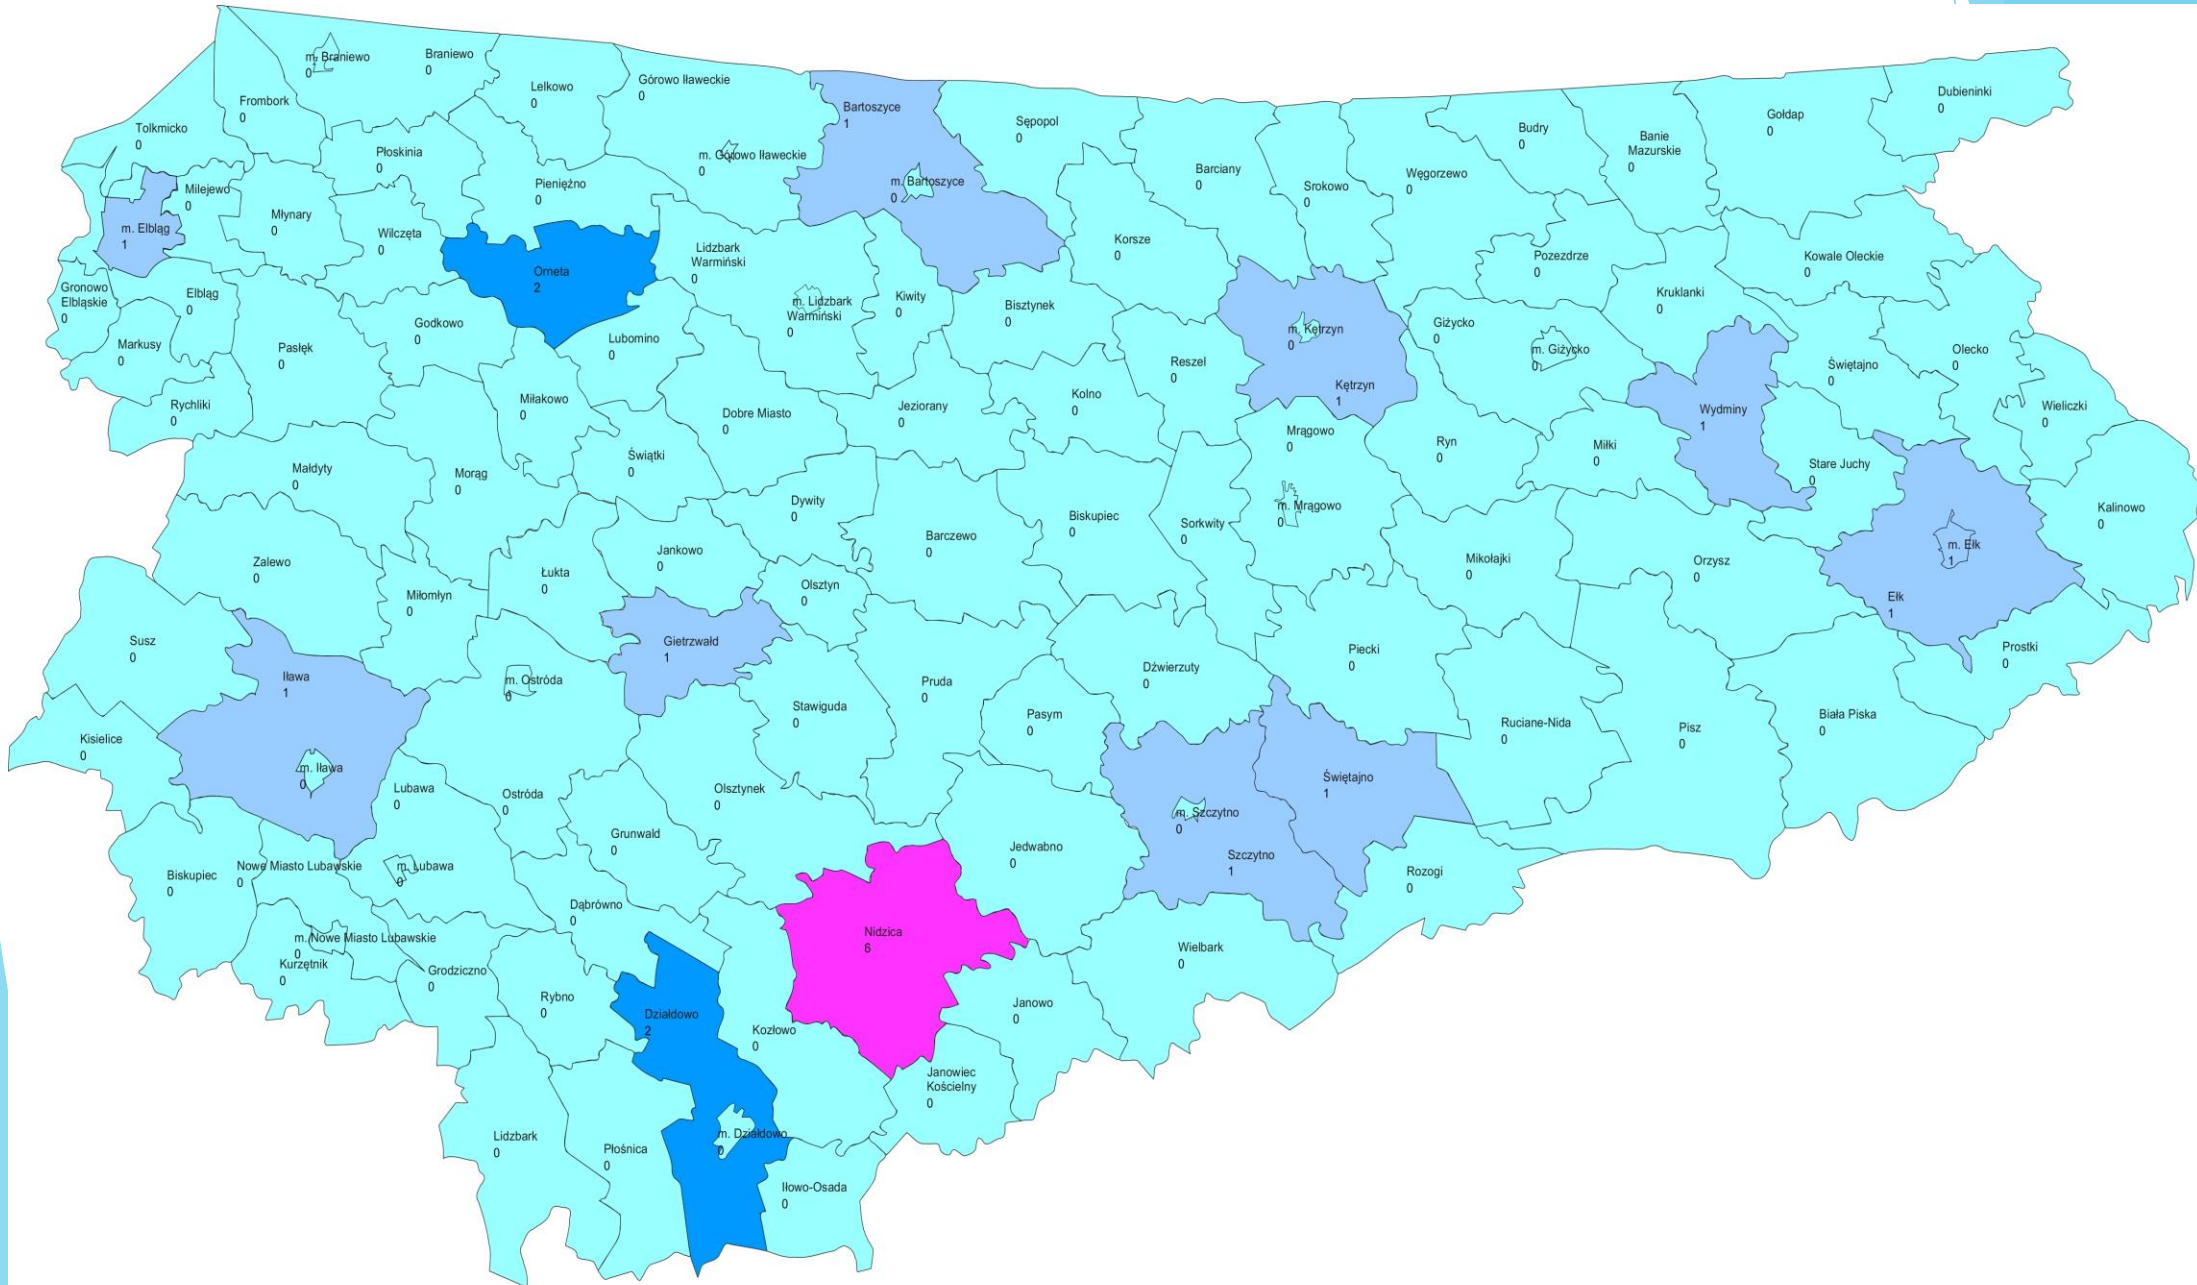 m. Braniewo
0
Braniewo
0
Lelkowo
0
Górowo Iławeckie
0
Frombork
0
Tolkmicko
0
Płoskinia
0
m. Górowo Iławeckie
0
Bartoszyce
1
m. Bartoszyce
0
Sępopol
0
Barciany
0
Srokowo
0
Węgorzewo
0
Budry
0
Banie
Mazurskie
0
Gołdap
0
Dubieninki
0
Milejewo
0
Młynary
0
Pieniężno
0
m. Elbląg
1
Wilczęta
0
Orneta
2
Lidzbark
Warmiński
0
Korsze
0
Pozezdrze
0
Kowale Oleckie
0
Gronowo
Elbląskie
0
Elbląg
0
m. Lidzbark
Warmiński
0
Kiwity
0
Bisztynek
0
Kruklanki
0
Markusy
0
Pasłęk
0
Godkowo
0
Lubomino
0
m. Kętrzyn
0
Giżycko
0
m. Giżycko
0
Reszel
0
Świętajno
0
Olecko
0
Rychliki
0
Miłakowo
0
Dobre Miasto
0
Jeziorany
0
Kolno
0
Kętrzyn
1
Wydminy
1
Wieliczki
0
Małdyty
0
Morąg
0
Świątki
0
Mrągowo
0
Ryn
0
Miłki
0
Stare Juchy
0
Dywity
0
Biskupiec
0
Sorkwity
0
m. Mrągowo
0
Kalinowo
0
Zalewo
0
Miłomłyn
0
Łukta
0
Jankowo
0
Olsztyn
0
Barczewo
0
Mikołajki
0
Orzysz
0
m. Ełk
1
Ełk
1
Susz
0
Iława
1
m. Ostróda
0
Gietrzwałd
1
Pruda
0
Dźwierzuty
0
Piecki
0
Prostki
0
Kisielice
0
Stawiguda
0
Pasym
0
Ruciane-Nida
0
Pisz
0
Biała Piska
0
m. Iława
0
Lubawa
0
Ostróda
0
Olsztynek
0
Świętajno
1
m. Szczytno
0
Grunwald
0
Jedwabno
0
Szczytno
1
Rozogi
0
Biskupiec
0
Nowe Miasto Lubawskie
0
m. Lubawa
0
Dąbrówno
0
Nidzica
6
m. Nowe Miasto Lubawskie
0
Kurzętnik
0
Grodziczno
0
Rybno
0
Wielbark
0
Działdowo
2
Kozłowo
0
Janowo
0
Janowiec
Kościelny
0
Lidzbark
0
Płośnica
0
m. Działdowo
0
Iłowo-Osada
0